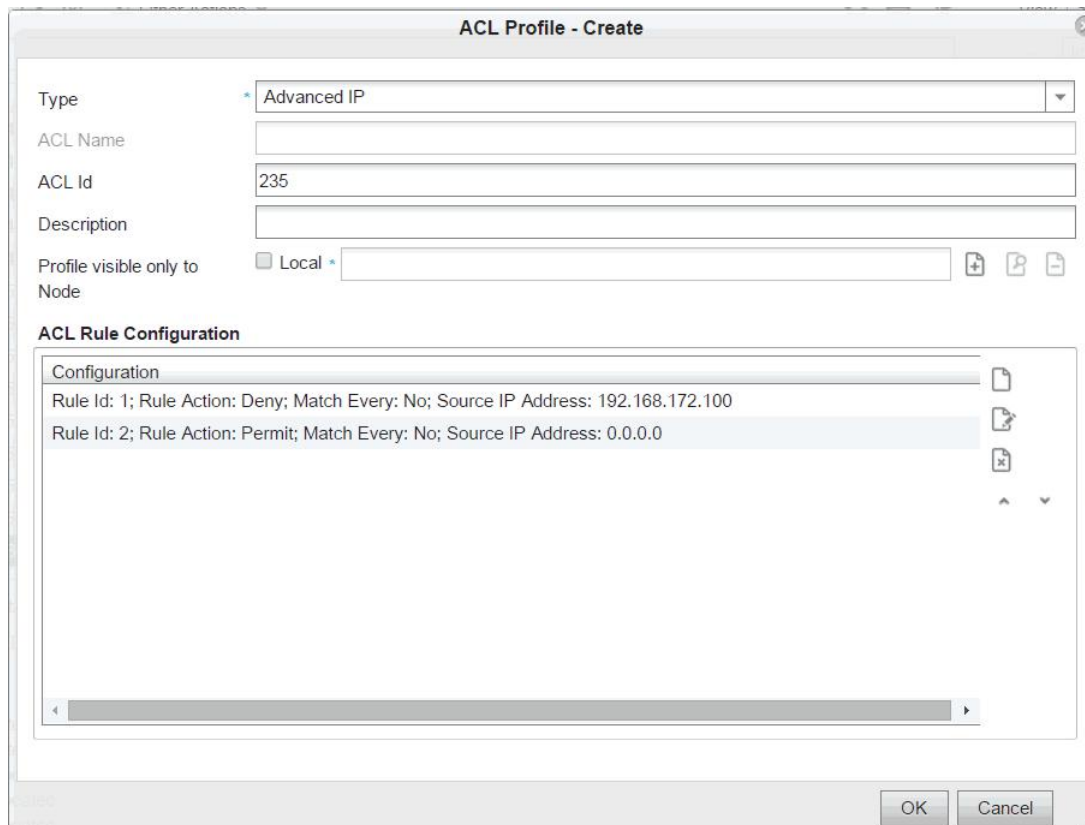 ACL Profile - Create
Type * Advanced IP
ACL Name
ACL Id 235
Description
Profile visible only to Node Local *
ACL Rule Configuration
Configuration
Rule Id: 1; Rule Action: Deny; Match Every: No; Source IP Address: 192.168.172.100
Rule Id: 2; Rule Action: Permit; Match Every: No; Source IP Address: 0.0.0.0
OK Cancel